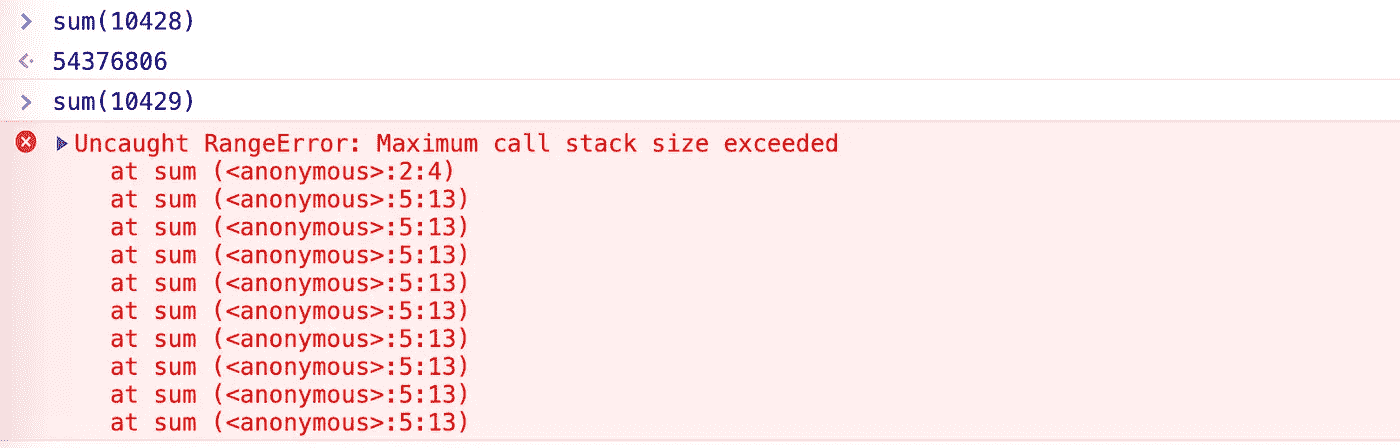 > sum(10428)
<· 54376806
> sum(10429)
Uncaught RangeError: Maximum call stack size exceeded
at sum (<anonymous>:2:4)
at sum (<anonymous>:5:13)
at sum (<anonymous>:5:13)
at sum (<anonymous>:5:13)
at sum (<anonymous>:5:13)
at sum (<anonymous>:5:13)
at sum (<anonymous>:5:13)
at sum (<anonymous>:5:13)
at sum (<anonymous>:5:13)
at sum (<anonymous>:5:13)